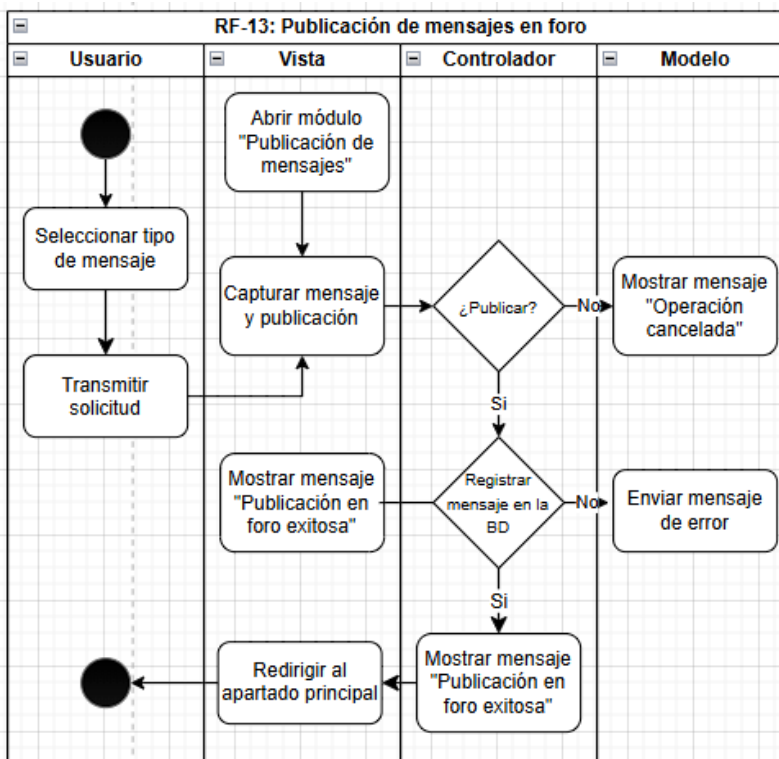 RF-13: Publicación de mensajes en foro
Usuario
Vista
Controlador
Modelo
Abrir módulo
"Publicación de
mensajes"
Seleccionar tipo
de mensaje
Capturar mensaje
y publicación
¿Publicar?
No
Mostrar mensaje
"Operación
cancelada"
Transmitir
solicitud
Si
Mostrar mensaje
"Publicación en
foro exitosa"
Registrar
mensaje en la
BD
No
Enviar mensaje
de error
Si
Redirigir al
apartado principal
Mostrar mensaje
"Publicación en
foro exitosa"